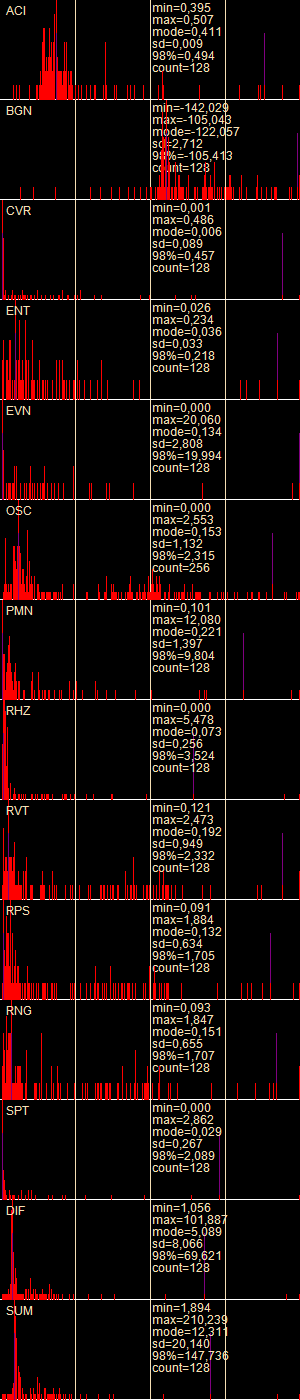 ACI
min=0,395
max=0,507
mode=0,411
sd=0,009
98%=0,494
count=128
BGN
min=-142,029
max=-105,043
mode=-122,057
sd=2,712
98%=-105,413
count=128
CVR
min=0,001
max=0,486
mode=0,006
sd=0,089
98%=0,457
count=128
ENT
min=0,026
max=0,234
mode=0,036
sd=0,033
98%=0,218
count=128
EVN
min=0,000
max=20,060
mode=0,134
sd=2,808
98%=19,994
count=128
OSC
min=0,000
max=2,553
mode=0,153
sd=1,132
98%=2,315
count=256
PMN
min=0,101
max=12,080
mode=0,221
sd=1,397
98%=9,804
count=128
RHZ
min=0,000
max=5,478
mode=0,073
sd=0,256
98%=3,524
count=128
RVT
min=0,121
max=2,473
mode=0,192
sd=0,949
98%=2,332
count=128
RPS
min=0,091
max=1,884
mode=0,132
sd=0,634
98%=1,705
count=128
RNG
min=0,093
max=1,847
mode=0,151
sd=0,655
98%=1,707
count=128
SPT
min=0,000
max=2,862
mode=0,029
sd=0,267
98%=2,089
count=128
DIF
min=1,056
max=101,887
mode=5,089
sd=8,066
98%=69,621
count=128
SUM
min=1,894
max=210,239
mode=12,311
sd=20,140
98%=147,736
count=128